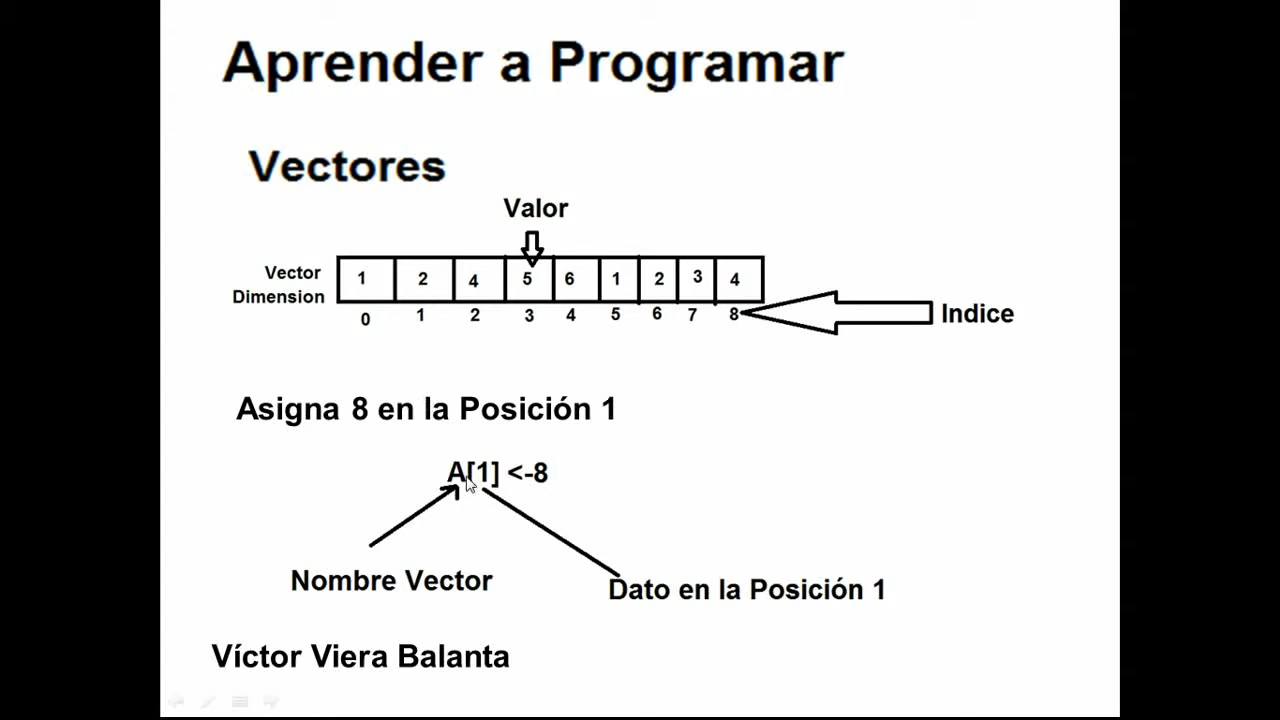 Aprender a Programar
Vectores
Valor
Vector 1 2 4 5 6 1 2 3 4
Dimension
0 1 2 3 4 5 6 7 8 Indice
Asigna 8 en la Posición 1
A[1] <-8
Nombre Vector
Dato en la Posición 1
Víctor Viera Balanta